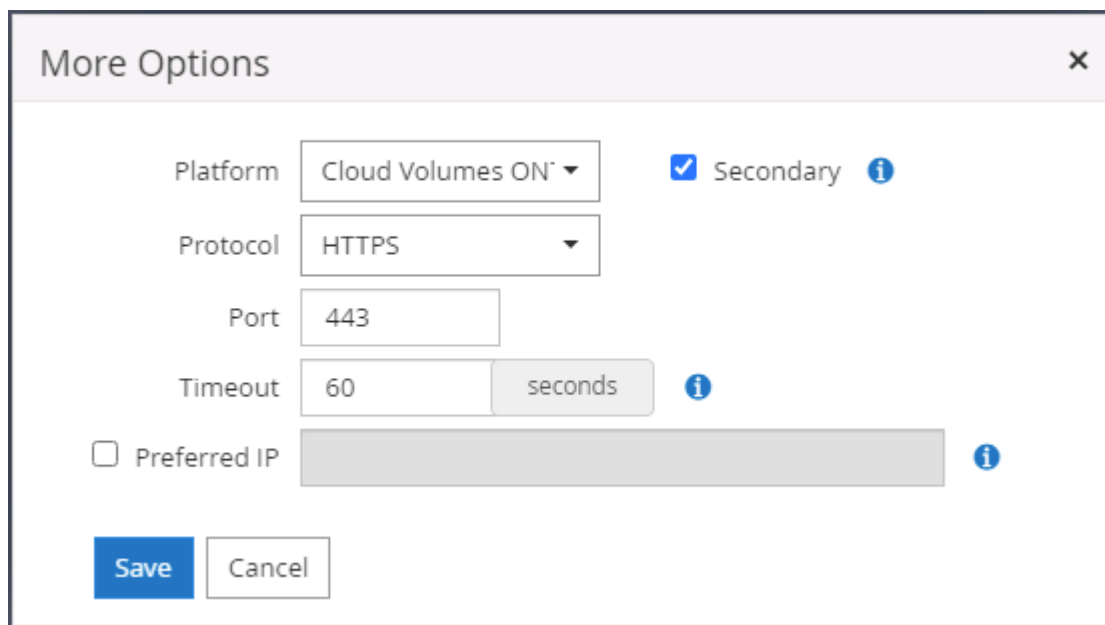 More Options
Platform Cloud Volumes ON Secondary
Protocol HTTPS
Port 443
Timeout 60 seconds
Preferred IP
Save Cancel